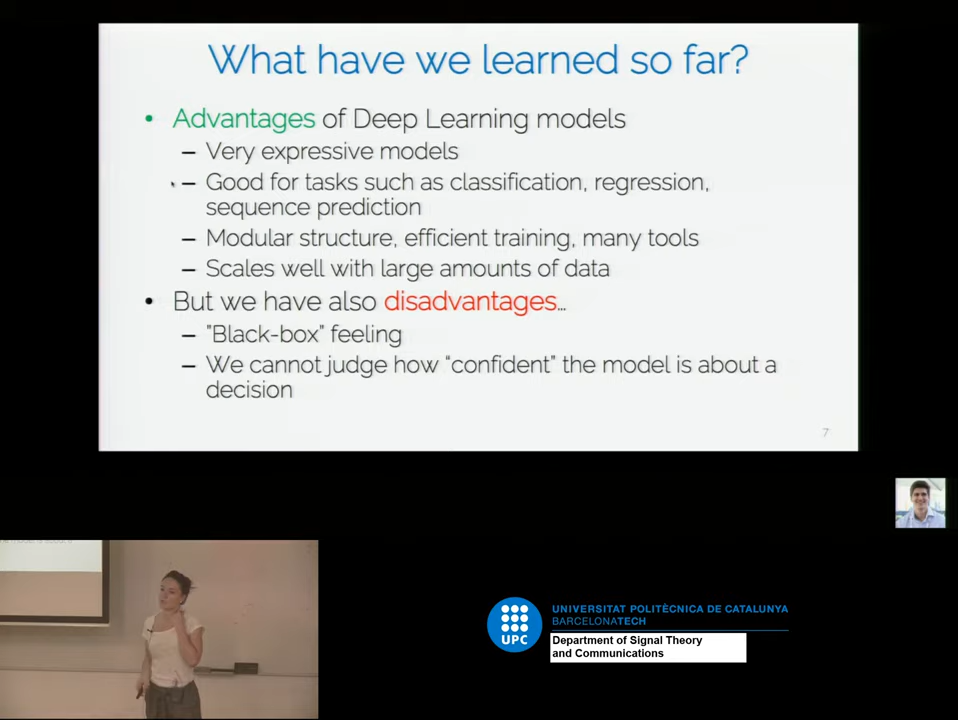 What have we learned so far?
• Advantages of Deep Learning models
– Very expressive models
– Good for tasks such as classification, regression,
sequence prediction
– Modular structure, efficient training, many tools
– Scales well with large amounts of data
• But we have also disadvantages...
– "Black-box" feeling
– We cannot judge how “confident” the model is about a
decision
7
UPC
UNIVERSITAT POLITÈCNICA DE CATALUNYA
BARCELONATECH
Department of Signal Theory
and Communications